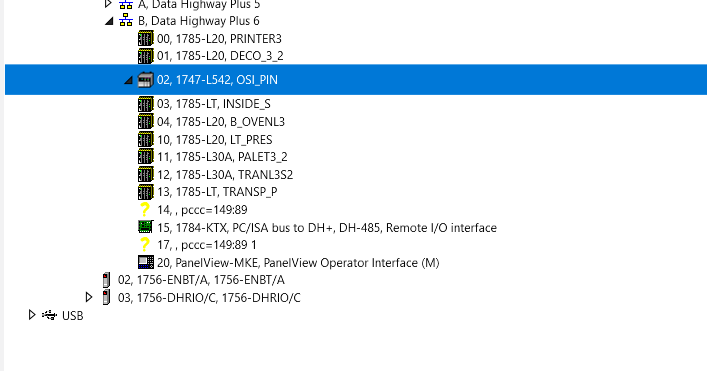 A, Data Highway Plus 5
B, Data Highway Plus 6
00, 1785-L20, PRINTER3
01, 1785-L20, DECO_3_2
02, 1747-L542, OSI_PIN
03, 1785-LT, INSIDE_S
04, 1785-L20, B_OVENL3
10, 1785-L20, LT_PRES
11, 1785-L30A, PALET3_2
12, 1785-L30A, TRANL3S2
13, 1785-LT, TRANSP_P
14, , pccc=149:89
15, 1784-KTX, PC/ISA bus to DH+, DH-485, Remote I/O interface
17, , pccc=149:89 1
20, PanelView-MKE, PanelView Operator Interface (M)
02, 1756-ENBT/A, 1756-ENBT/A
03, 1756-DHRIO/C, 1756-DHRIO/C
USB